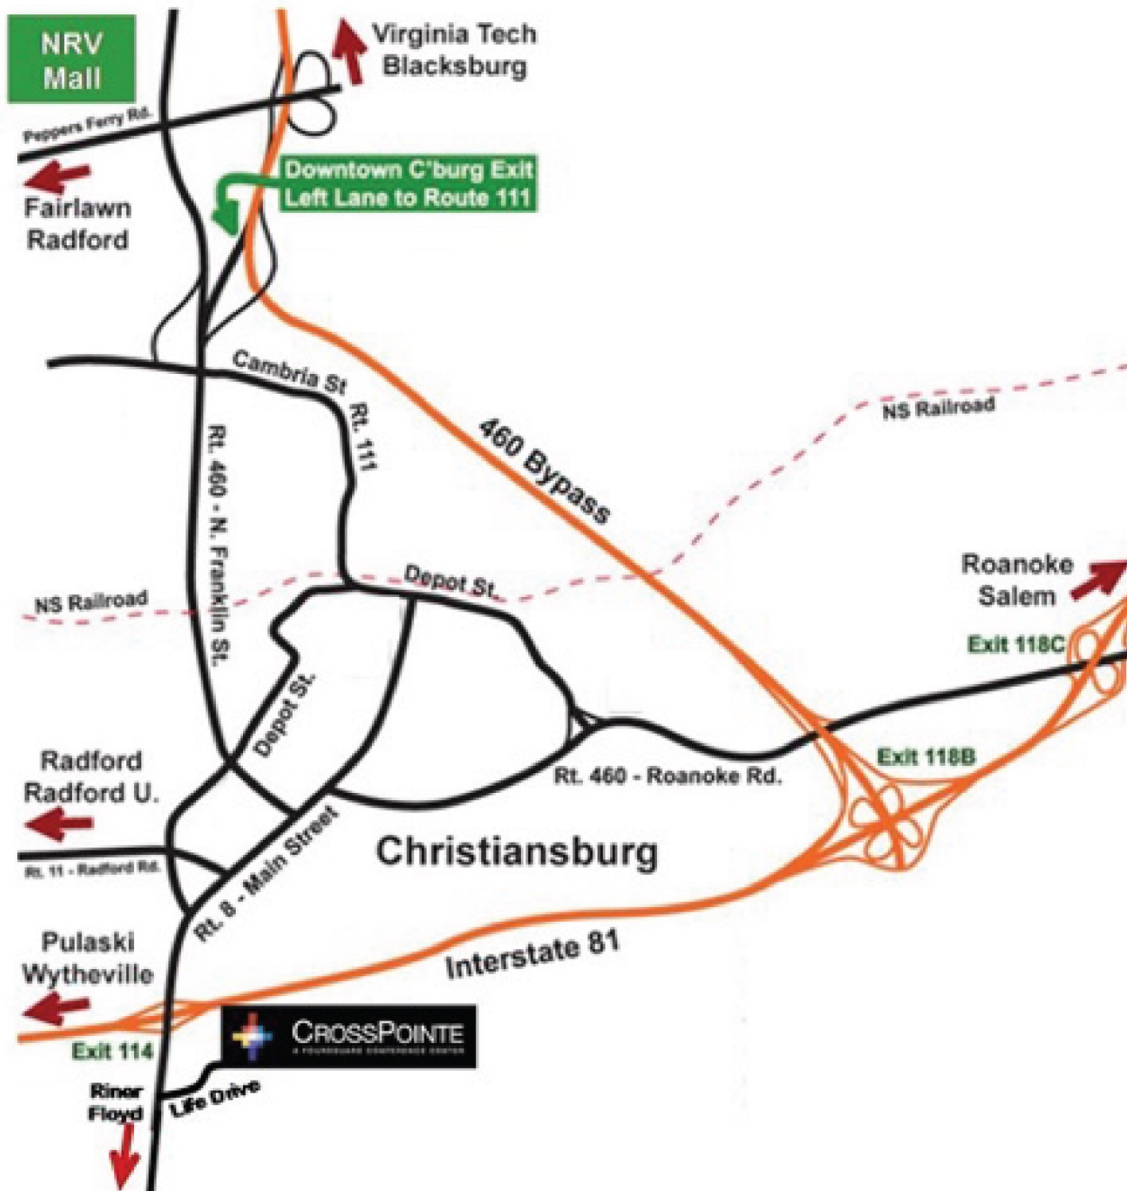 NRV
Mall
Virginia Tech
Blacksburg
Peppers Ferry Rd.
Downtown C'burg Exit
Left Lane to Route 111
Fairlawn
Radford
Cambria St
Rt. 111
NS Railroad
460 Bypass
Rt. 460 - N. Franklin St.
Roanoke
Salem
Depot St.
NS Railroad
Exit 118C
Depot St.
Radford
Radford U.
Exit 118B
Rt. 460 - Roanoke Rd.
Christiansburg
Rt. 11 - Radford Rd.
Rt. 8 - Main Street
Pulaski
Wytheville
Interstate 81
CROSSPOINTE
A FOURSQUARE CONFERENCE CENTER
Exit 114
Riner
Floyd
Life Drive